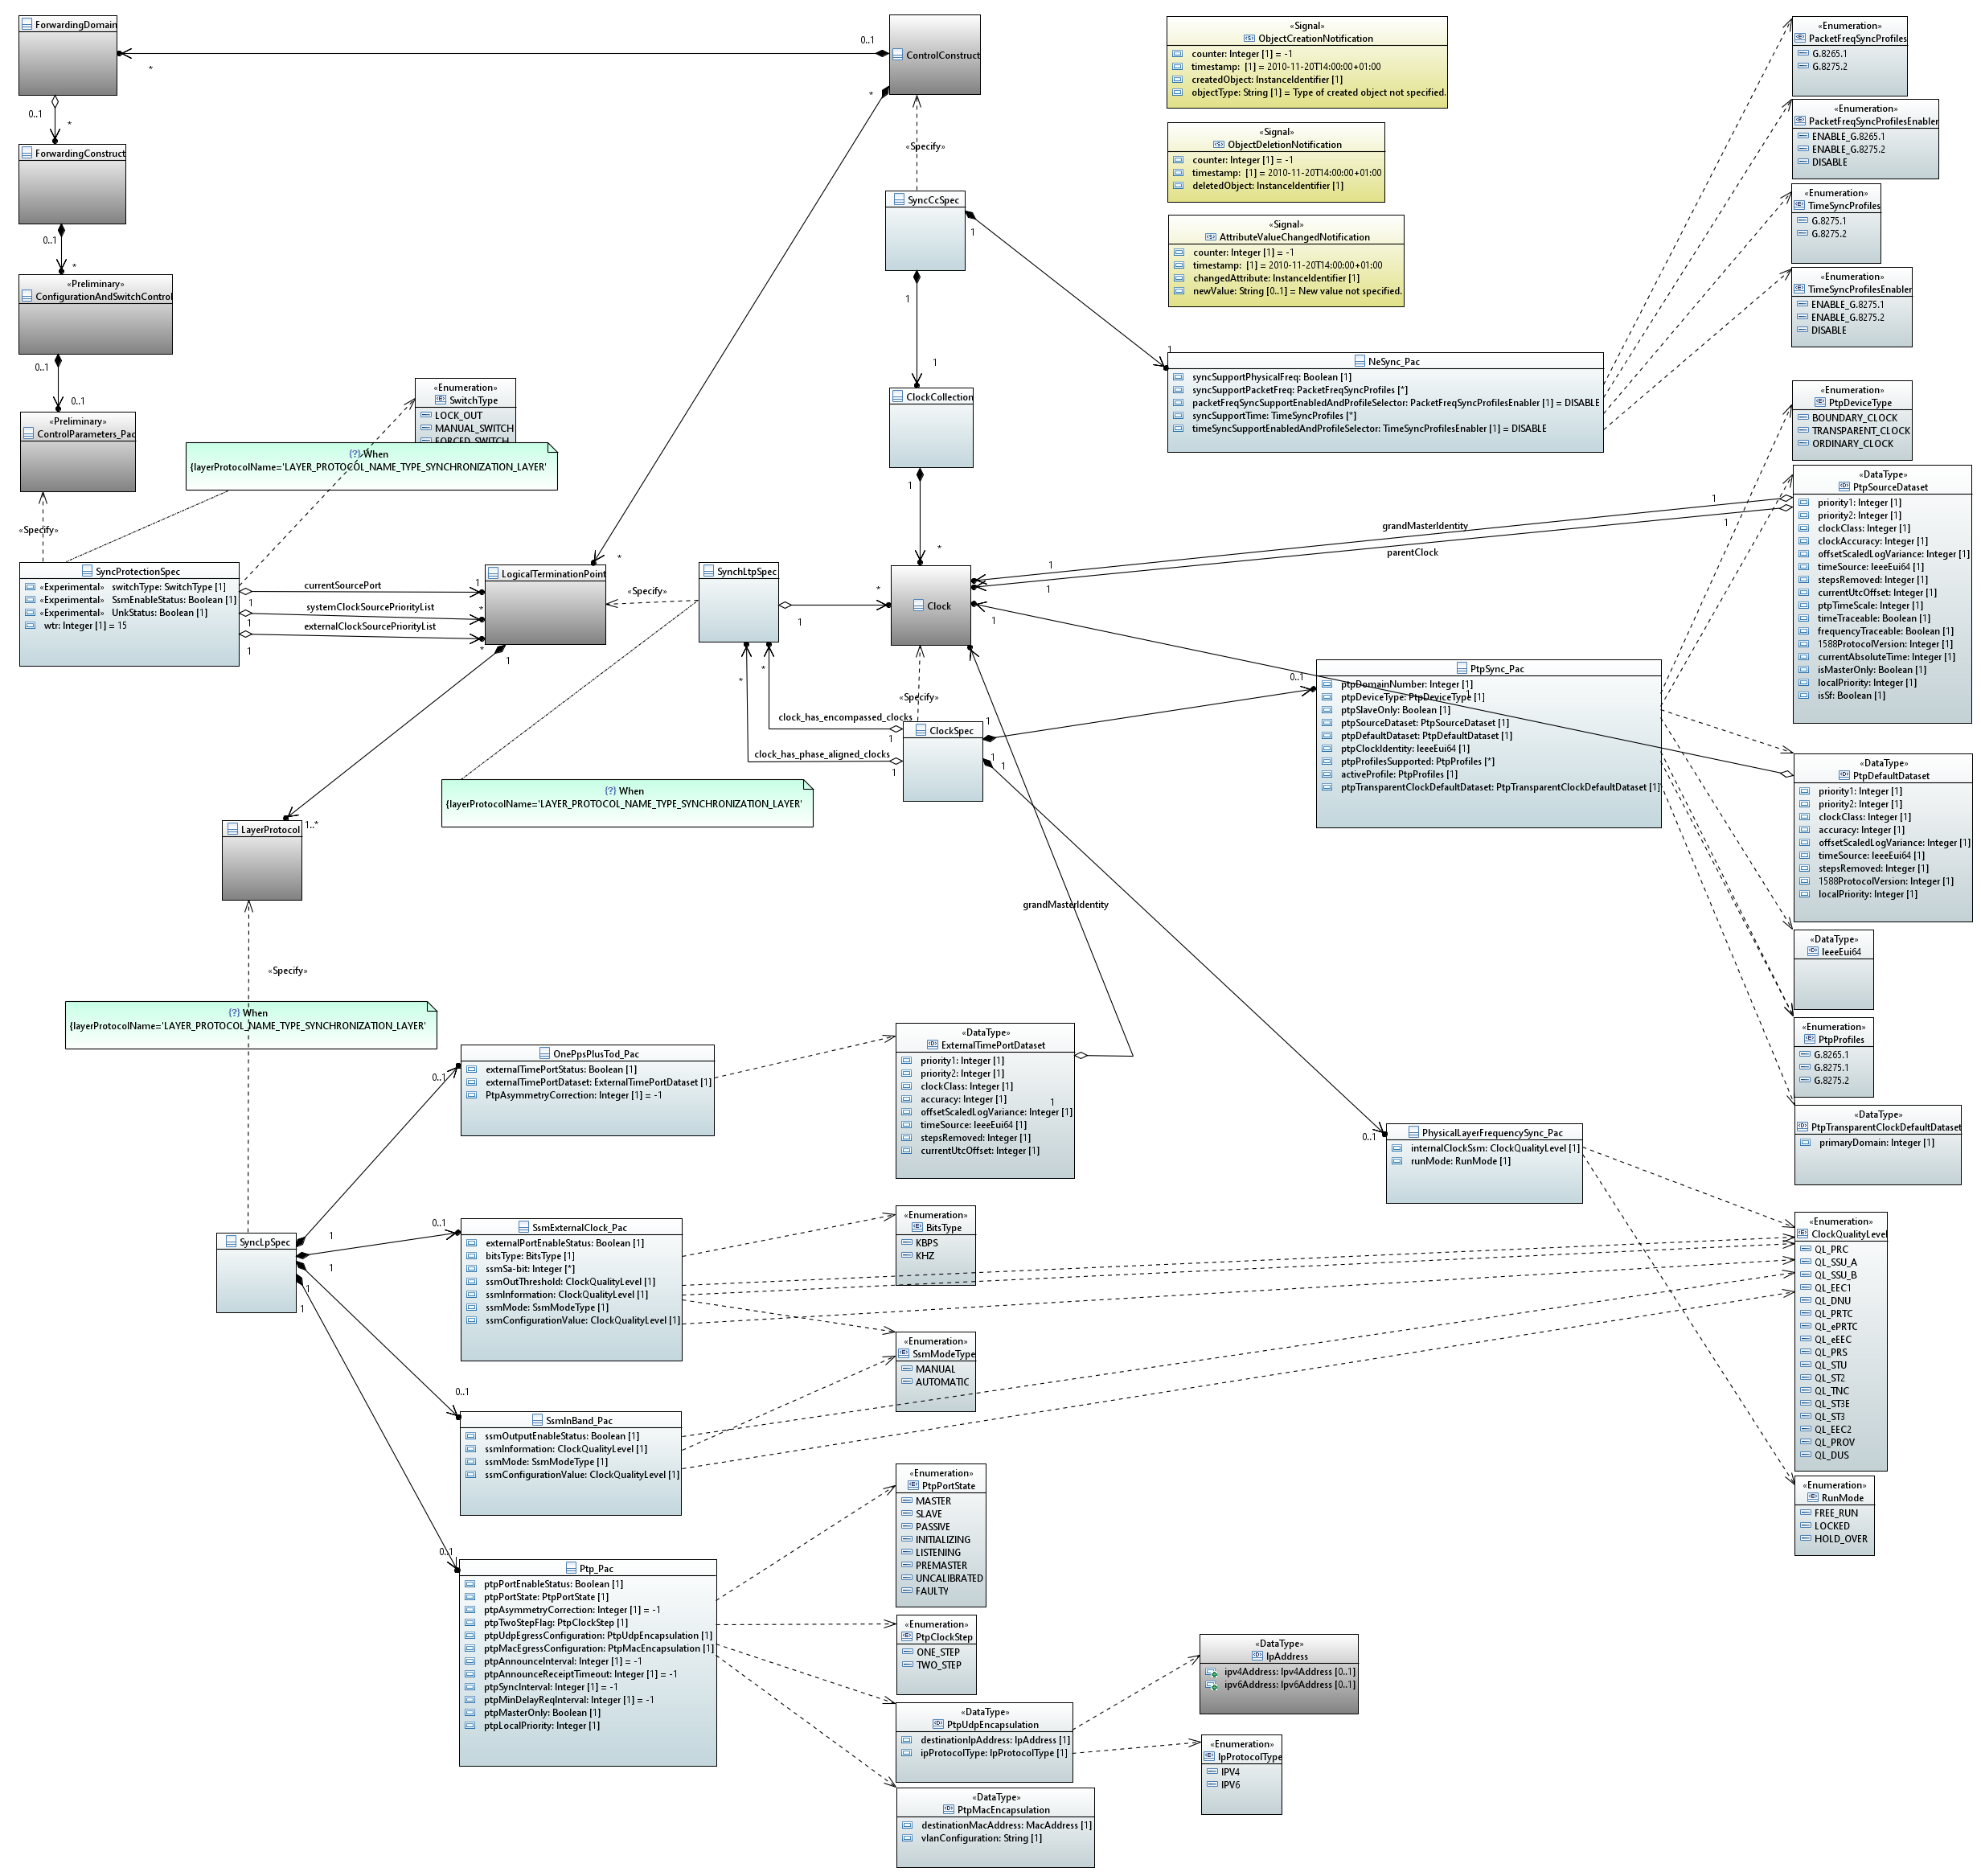 ForwardingDomain
0..1
*
0..1
*
ForwardingConstruct
0..1
*
«Preliminary»
ConfigurationAndSwitchControl
0..1
0..1
«Preliminary»
ControlParameters_Pac
«Specify»
«Enumeration»
SwitchType
LOCK_OUT
MANUAL_SWITCH
FORCED_SWITCH
{?} When
{layerProtocolName='LAYER_PROTOCOL_NAME_TYPE_SYNCHRONIZATION_LAYER'
SyncProtectionSpec
«Experimental» switchType: SwitchType [1]
«Experimental» SsmEnableStatus: Boolean [1]
«Experimental» UnkStatus: Boolean [1]
wtr: Integer [1] = 15
currentSourcePort
1
1
systemClockSourcePriorityList
*
1
externalClockSourcePriorityList
*
1
LogicalTerminationPoint
1
1..*
LayerProtocol
«Specify»
{?} When
{layerProtocolName='LAYER_PROTOCOL_NAME_TYPE_SYNCHRONIZATION_LAYER'
ControlConstruct
*
*
«Specify»
SyncCcSpec
1
1
1
1
ClockCollection
1
*
SynchLtpSpec
«Specify»
1
*
Clock
«Specify»
clock_has_encompassed_clocks
*
1
clock_has_phase_aligned_clocks
*
1
ClockSpec
1
0..1
1
1
{?} When
{layerProtocolName='LAYER_PROTOCOL_NAME_TYPE_SYNCHRONIZATION_LAYER'
«Signal»
ObjectCreationNotification
counter: Integer [1] = -1
timestamp: [1] = 2010-11-20T14:00:00+01:00
createdObject: InstanceIdentifier [1]
objectType: String [1] = Type of created object not specified.
«Signal»
ObjectDeletionNotification
counter: Integer [1] = -1
timestamp: [1] = 2010-11-20T14:00:00+01:00
deletedObject: InstanceIdentifier [1]
«Signal»
AttributeValueChangedNotification
counter: Integer [1] = -1
timestamp: [1] = 2010-11-20T14:00:00+01:00
changedAttribute: InstanceIdentifier [1]
newValue: String [0..1] = New value not specified.
NeSync_Pac
syncSupportPhysicalFreq: Boolean [1]
syncSupportPacketFreq: PacketFreqSyncProfiles [*]
packetFreqSyncSupportEnabledAndProfileSelector: PacketFreqSyncProfilesEnabler [1] = DISABLE
syncSupportTime: TimeSyncProfiles [*]
timeSyncSupportEnabledAndProfileSelector: TimeSyncProfilesEnabler [1] = DISABLE
«Enumeration»
PacketFreqSyncProfiles
G.8265.1
G.8275.2
«Enumeration»
PacketFreqSyncProfilesEnabler
ENABLE_G.8265.1
ENABLE_G.8275.2
DISABLE
«Enumeration»
TimeSyncProfiles
G.8275.1
G.8275.2
«Enumeration»
TimeSyncProfilesEnabler
ENABLE_G.8275.1
ENABLE_G.8275.2
DISABLE
«Enumeration»
PtpDeviceType
BOUNDARY_CLOCK
TRANSPARENT_CLOCK
ORDINARY_CLOCK
«DataType»
PtpSourceDataset
priority1: Integer [1]
priority2: Integer [1]
clockClass: Integer [1]
clockAccuracy: Integer [1]
offsetScaledLogVariance: Integer [1]
timeSource: IeeeEui64 [1]
stepsRemoved: Integer [1]
currentUtcOffset: Integer [1]
ptpTimeScale: Integer [1]
timeTraceable: Boolean [1]
frequencyTraceable: Boolean [1]
1588ProtocolVersion: Integer [1]
currentAbsoluteTime: Integer [1]
isMasterOnly: Boolean [1]
localPriority: Integer [1]
isSf: Boolean [1]
grandMasterIdentity
1
1
parentClock
1
1
1
1
PtpSync_Pac
ptpDomainNumber: Integer [1]
ptpDeviceType: PtpDeviceType [1]
ptpSlaveOnly: Boolean [1]
ptpSourceDataset: PtpSourceDataset [1]
ptpDefaultDataset: PtpDefaultDataset [1]
ptpClockIdentity: IeeeEui64 [1]
ptpProfilesSupported: PtpProfiles [*]
activeProfile: PtpProfiles [1]
ptpTransparentClockDefaultDataset: PtpTransparentClockDefaultDataset [1]
«DataType»
PtpDefaultDataset
priority1: Integer [1]
priority2: Integer [1]
clockClass: Integer [1]
accuracy: Integer [1]
offsetScaledLogVariance: Integer [1]
timeSource: IeeeEui64 [1]
stepsRemoved: Integer [1]
1588ProtocolVersion: Integer [1]
localPriority: Integer [1]
«DataType»
IeeeEui64
«Enumeration»
PtpProfiles
G.8265.1
G.8275.1
G.8275.2
«DataType»
PtpTransparentClockDefaultDataset
primaryDomain: Integer [1]
grandMasterIdentity
1
OnePpsPlusTod_Pac
externalTimePortStatus: Boolean [1]
externalTimePortDataset: ExternalTimePortDataset [1]
PtpAsymmetryCorrection: Integer [1] = -1
0..1
«DataType»
ExternalTimePortDataset
priority1: Integer [1]
priority2: Integer [1]
clockClass: Integer [1]
accuracy: Integer [1]
offsetScaledLogVariance: Integer [1]
timeSource: IeeeEui64 [1]
stepsRemoved: Integer [1]
currentUtcOffset: Integer [1]
0..1
PhysicalLayerFrequencySync_Pac
internalClockSsm: ClockQualityLevel [1]
runMode: RunMode [1]
SyncLpSpec
1
1
1
1
0..1
SsmExternalClock_Pac
externalPortEnableStatus: Boolean [1]
bitsType: BitsType [1]
ssmSa-bit: Integer [*]
ssmOutThreshold: ClockQualityLevel [1]
ssmInformation: ClockQualityLevel [1]
ssmMode: SsmModeType [1]
ssmConfigurationValue: ClockQualityLevel [1]
«Enumeration»
BitsType
KBPS
KHZ
«Enumeration»
SsmModeType
MANUAL
AUTOMATIC
«Enumeration»
ClockQualityLevel
QL_PRC
QL_SSU_A
QL_SSU_B
QL_EEC1
QL_DNU
QL_PRTC
QL_ePRTC
QL_eEEC
QL_PRS
QL_STU
QL_ST2
QL_TNC
QL_ST3E
QL_ST3
QL_EEC2
QL_PROV
QL_DUS
0..1
SsmInBand_Pac
ssmOutputEnableStatus: Boolean [1]
ssmInformation: ClockQualityLevel [1]
ssmMode: SsmModeType [1]
ssmConfigurationValue: ClockQualityLevel [1]
«Enumeration»
RunMode
FREE_RUN
LOCKED
HOLD_OVER
«Enumeration»
PtpPortState
MASTER
SLAVE
PASSIVE
INITIALIZING
LISTENING
PREMASTER
UNCALIBRATED
FAULTY
0..1
Ptp_Pac
ptpPortEnableStatus: Boolean [1]
ptpPortState: PtpPortState [1]
ptpAsymmetryCorrection: Integer [1] = -1
ptpTwoStepFlag: PtpClockStep [1]
ptpUdpEgressConfiguration: PtpUdpEncapsulation [1]
ptpMacEgressConfiguration: PtpMacEncapsulation [1]
ptpAnnounceInterval: Integer [1] = -1
ptpAnnounceReceiptTimeout: Integer [1] = -1
ptpSyncInterval: Integer [1] = -1
ptpMinDelayReqInterval: Integer [1] = -1
ptpMasterOnly: Boolean [1]
ptpLocalPriority: Integer [1]
«Enumeration»
PtpClockStep
ONE_STEP
TWO_STEP
«DataType»
PtpUdpEncapsulation
destinationIpAddress: IpAddress [1]
ipProtocolType: IpProtocolType [1]
«DataType»
IpAddress
ipv4Address: Ipv4Address [0..1]
ipv6Address: Ipv6Address [0..1]
«Enumeration»
IpProtocolType
IPV4
IPV6
«DataType»
PtpMacEncapsulation
destinationMacAddress: MacAddress [1]
vlanConfiguration: String [1]